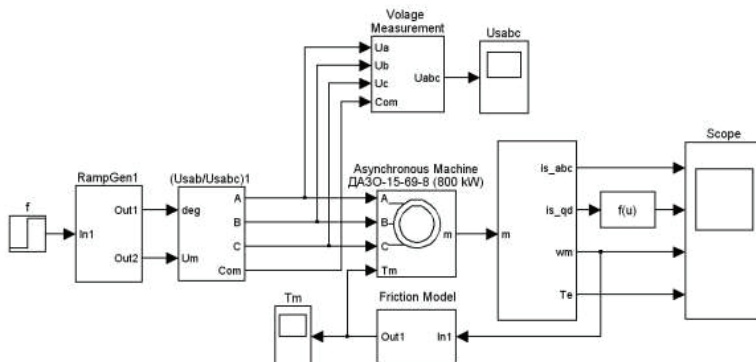 Volage
Measurement
Usabc
Ua
Ub
Uc
Com
Uabc
Scope
f
RampGen1
(Usab/Usabc)1
Asynchronous Machine
ДАЗО-15-69-8 (800 kW)
In1
Out1
Out2
deg
Um
A
B
C
Com
A
B
C
Tm
m
m
is_abc
is_qd
wm
Te
f(u)
Tm
Friction Model
Out1
In1